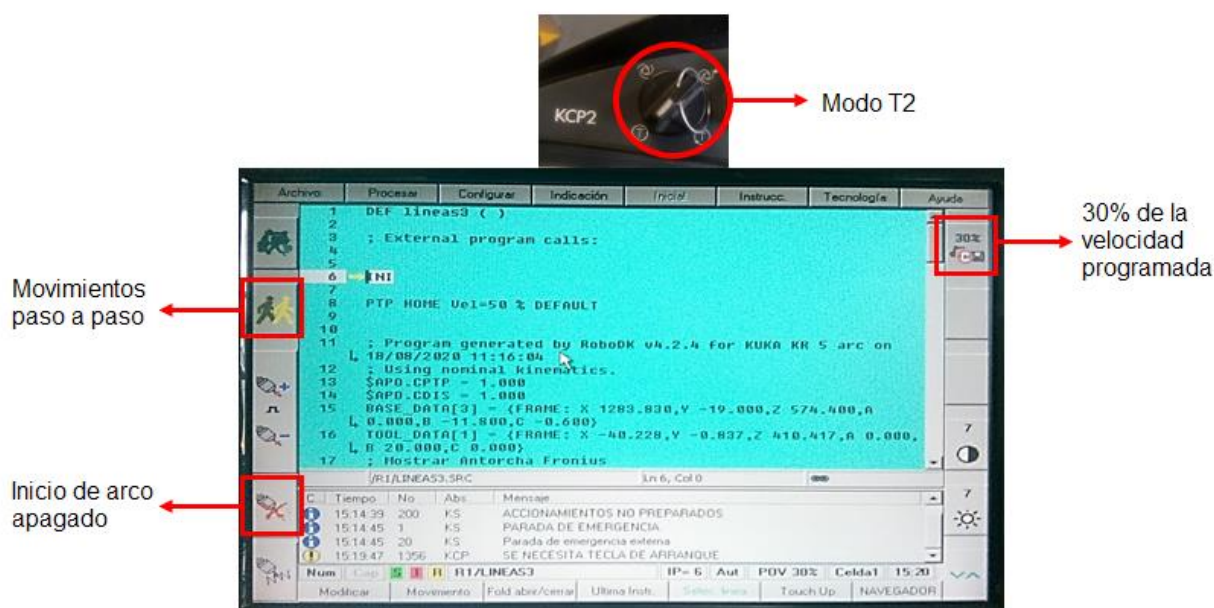 KCP2
Modo T2
Archivo Procesar Configurar Indicación Inicial Instrucc. Tecnología Ayuda
1 DEF lineas3 ( )
2
3 ; External program calls:
4
5
6 INI
7
8 PTP HOME Vel=50 % DEFAULT
9
10
11 ; Program generated by RoboDK v4.2.4 for KUKA KR 5 arc on
18/08/2020 11:16:04
12 ; Using nominal kinematics.
13 $APO.CPTP = 1.000
14 $APO.CDIS = 1.000
15 BASE_DATA[3] = {FRAME: X 1283.830,Y -19.000,Z 574.400,A
0.000,B -11.800,C -0.600}
16 TOOL_DATA[1] = {FRAME: X -40.228,Y -0.837,Z 410.417,A 0.000,
B 20.000,C 0.000}
17 ; Mostrar Antorcha Fronius
/R1/LINEAS3.SRC Ln 6, Col 0
C Tiempo No Abs Mensaje
15:14:39 200 KS ACCIONAMIENTOS NO PREPARADOS
15:14:45 1 KS PARADA DE EMERGENCIA
15:14:45 20 KS Parada de emergencia externa
15:19:47 1356 KCP SE NECESITA TECLA DE ARRANQUE
Num Cap S I R R1/LINEAS3 IP= 6 Aut POV 30% Celda1 15:20
Modificar Movimiento Fold abre/cerrar Ultima Instr. Touch Up NAVEGADOR
30%
7
7
30% de la
velocidad
programada
Movimientos
paso a paso
Inicio de arco
apagado